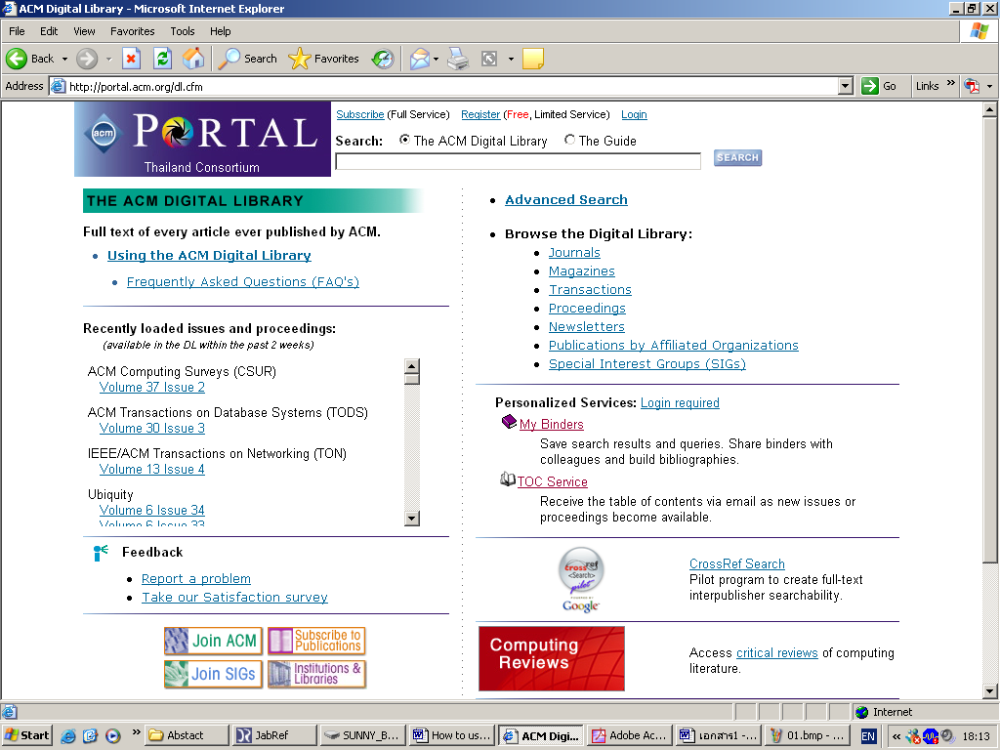 ACM Digital Library - Microsoft Internet Explorer
File Edit View Favorites Tools Help
Back Search Favorites
Address http://portal.acm.org/dl.cfm Go Links »
acm PORTAL
Thailand Consortium
Subscribe (Full Service) Register (Free, Limited Service) Login
Search: The ACM Digital Library The Guide
SEARCH
THE ACM DIGITAL LIBRARY
Full text of every article ever published by ACM.
Using the ACM Digital Library
Frequently Asked Questions (FAQ's)
Recently loaded issues and proceedings:
(available in the DL within the past 2 weeks)
ACM Computing Surveys (CSUR)
Volume 37 Issue 2
ACM Transactions on Database Systems (TODS)
Volume 30 Issue 3
IEEE/ACM Transactions on Networking (TON)
Volume 13 Issue 4
Ubiquity
Volume 6 Issue 34
Volume 6 Issue 33
Feedback
Report a problem
Take our Satisfaction survey
Join ACM
Subscribe to
Publications
Join SIGs
Institutions &
Libraries
Advanced Search
Browse the Digital Library:
Journals
Magazines
Transactions
Proceedings
Newsletters
Publications by Affiliated Organizations
Special Interest Groups (SIGs)
Personalized Services: Login required
My Binders
Save search results and queries. Share binders with
colleagues and build bibliographies.
TOC Service
Receive the table of contents via email as new issues or
proceedings become available.
crossref
<Search>
pilot
POWERED BY
Google
CrossRef Search
Pilot program to create full-text
interpublisher searchability.
Computing
Reviews
Access critical reviews of computing
literature.
Internet
Start » Abstact JabRef SUNNY_B... How to us... ACM Digi... Adobe Ac... เอกสาร1 -... 01.bmp - ... EN « 18:13